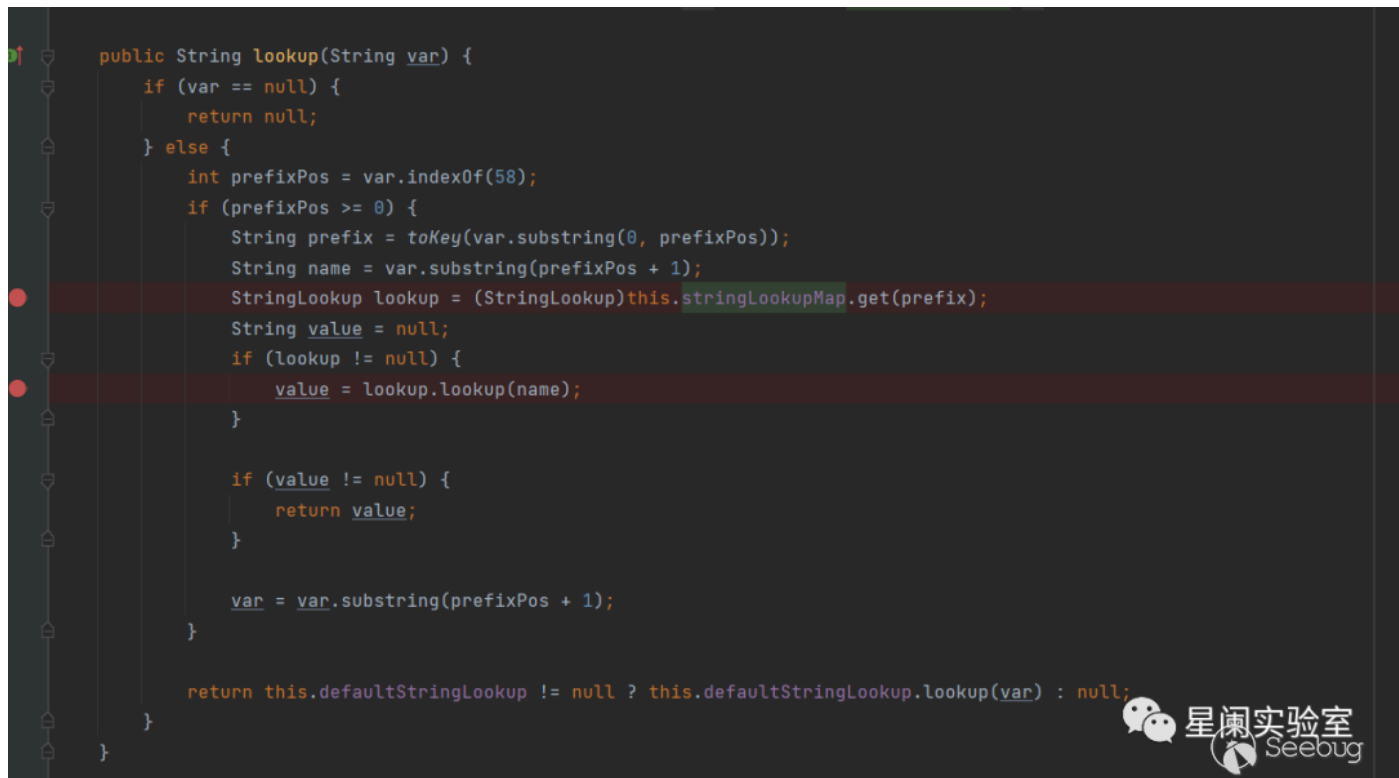 public String lookup(String var) {
if (var == null) {
return null;
} else {
int prefixPos = var.indexOf(58);
if (prefixPos >= 0) {
String prefix = toKey(var.substring(0, prefixPos));
String name = var.substring(prefixPos + 1);
StringLookup lookup = (StringLookup)this.stringLookupMap.get(prefix);
String value = null;
if (lookup != null) {
value = lookup.lookup(name);
}
if (value != null) {
return value;
}
var = var.substring(prefixPos + 1);
}
return this.defaultStringLookup != null ? this.defaultStringLookup.lookup(var) : null;
}
}
星阑实验室
Seebug